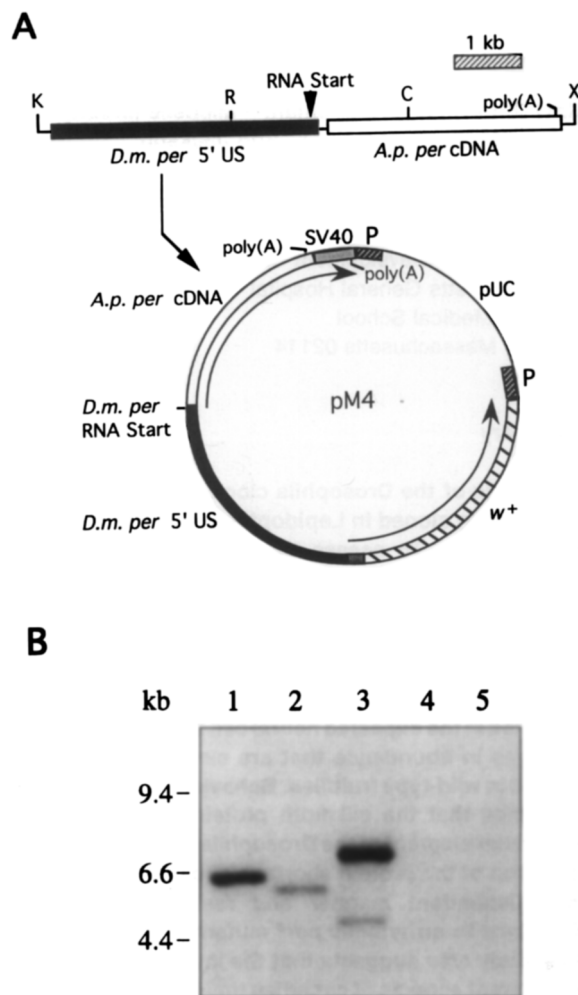 A
1 kb
RNA Start
K
R
C
poly(A)
X
D.m. per 5' US
A.p. per cDNA
poly(A)
SV40
P
poly(A)
A.p. per cDNA
pUC
P
D.m. per
RNA Start
pM4
D.m. per 5' US
w+
B
kb
1
2
3
4
5
9.4
6.6
4.4